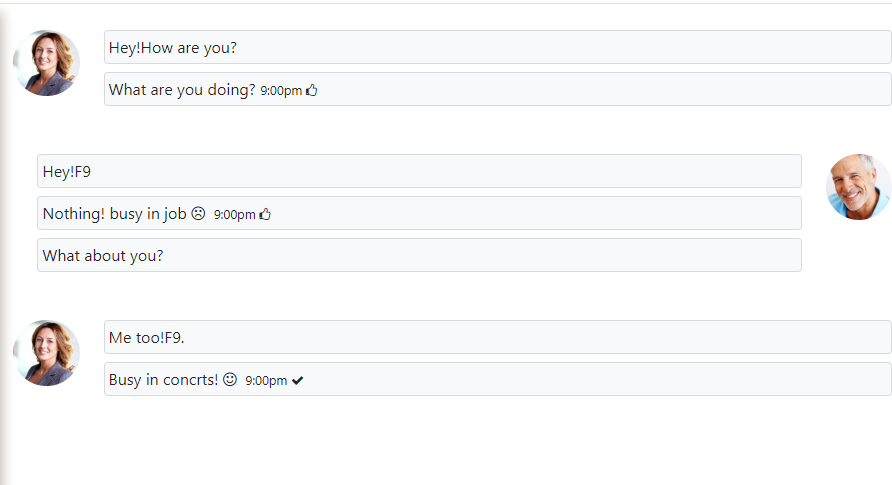 Hey!How are you?
What are you doing? 9:00pm
Hey!F9
Nothing! busy in job ☹ 9:00pm
What about you?
Me too!F9.
Busy in concrts! ☺ 9:00pm ✔